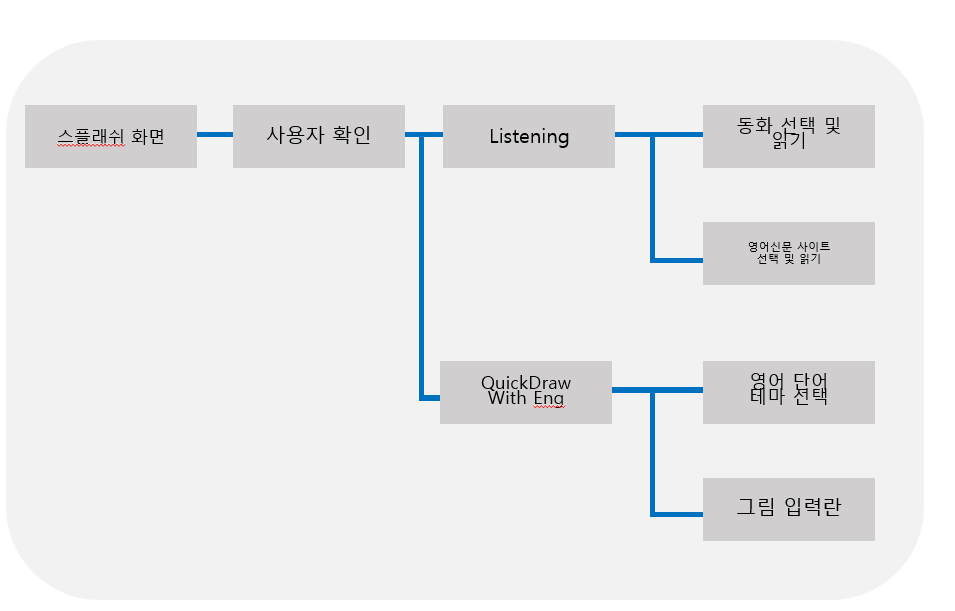 스플래쉬 화면
사용자 확인
Listening
동화 선택 및
읽기
영어신문 사이트
선택 및 읽기
QuickDraw
With Eng
영어 단어
테마 선택
그림 입력란